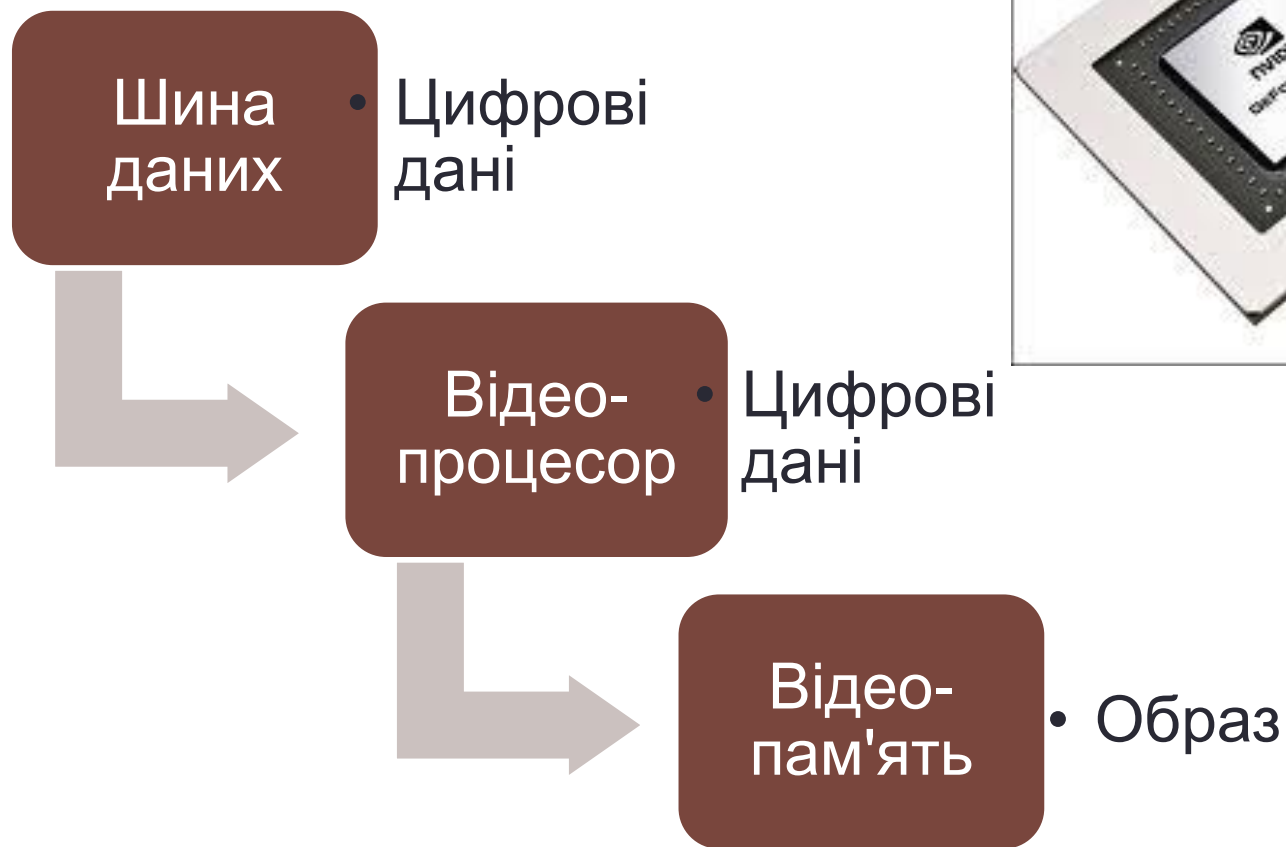 Шина
даних
• Цифрові
дані
Відео-
процесор
• Цифрові
дані
Відео-
пам'ять
• Образ